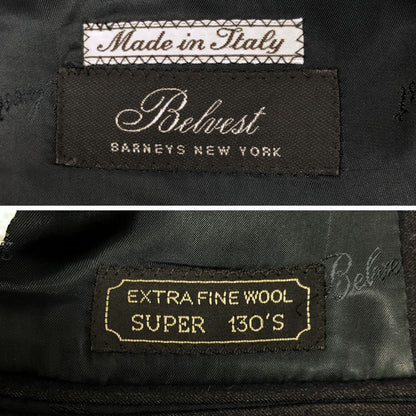 Made in Italy
Belvest
BARNEYS NEW YORK
EXTRA FINE WOOL
SUPER 130'S